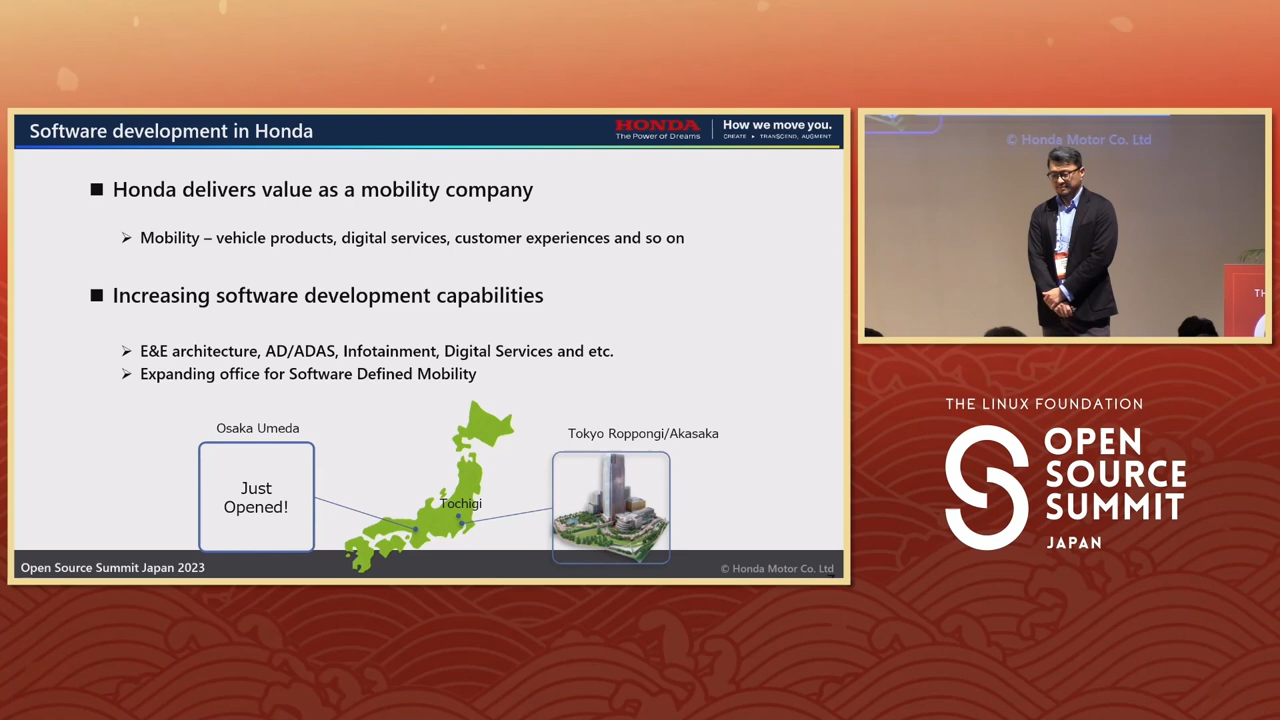 Software development in Honda
HONDA
The Power of Dreams
How we move you.
CREATE ▸ TRANSCEND, AUGMENT
■ Honda delivers value as a mobility company
➢ Mobility – vehicle products, digital services, customer experiences and so on
■ Increasing software development capabilities
➢ E&E architecture, AD/ADAS, Infotainment, Digital Services and etc.
➢ Expanding office for Software Defined Mobility
Osaka Umeda
Just
Opened!
Tochigi
Tokyo Roppongi/Akasaka
Open Source Summit Japan 2023
© Honda Motor Co. Ltd
© Honda Motor Co. Ltd
TH
THE LINUX FOUNDATION
OPEN
SOURCE
SUMMIT
JAPAN